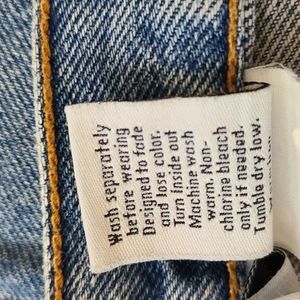 Wash separately
before wearing
Designed to fade
and lose color.
Turn inside out
Machine wash
warm. Non-
chlorine bleach
only if needed.
Tumble dry low.